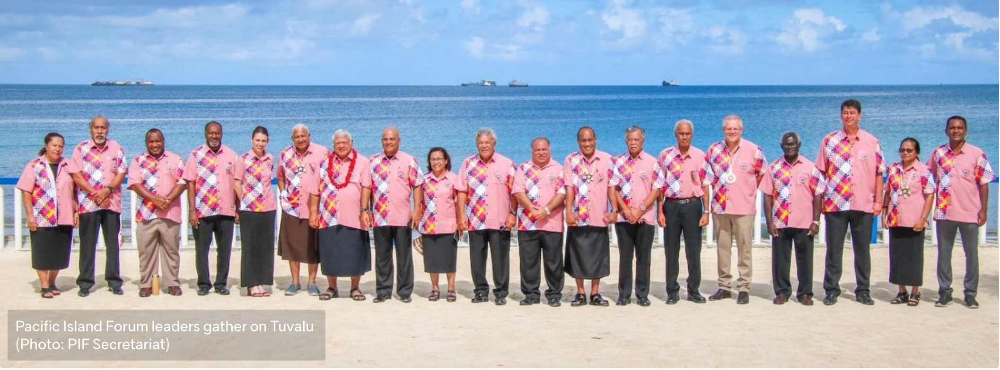 Pacific Island Forum leaders gather on Tuvalu
(Photo: PIF Secretariat)